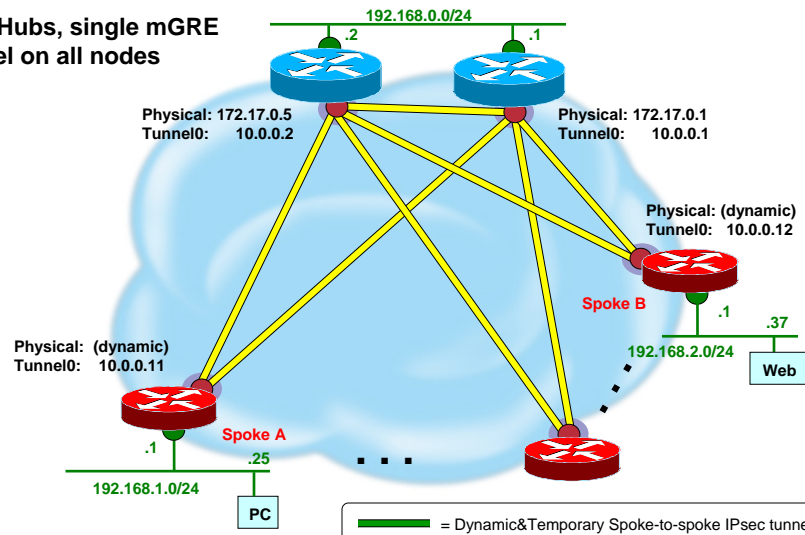 Hubs, single mGRE
el on all nodes
192.168.0.0/24
.2
.1
Physical: 172.17.0.5
Tunnel0: 10.0.0.2
Physical: 172.17.0.1
Tunnel0: 10.0.0.1
Physical: (dynamic)
Tunnel0: 10.0.0.12
Spoke B
.1
.37
192.168.2.0/24
Web
Physical: (dynamic)
Tunnel0: 10.0.0.11
Spoke A
.1
.25
192.168.1.0/24
PC
. . .
= Dynamic&Temporary Spoke-to-spoke IPsec tunne